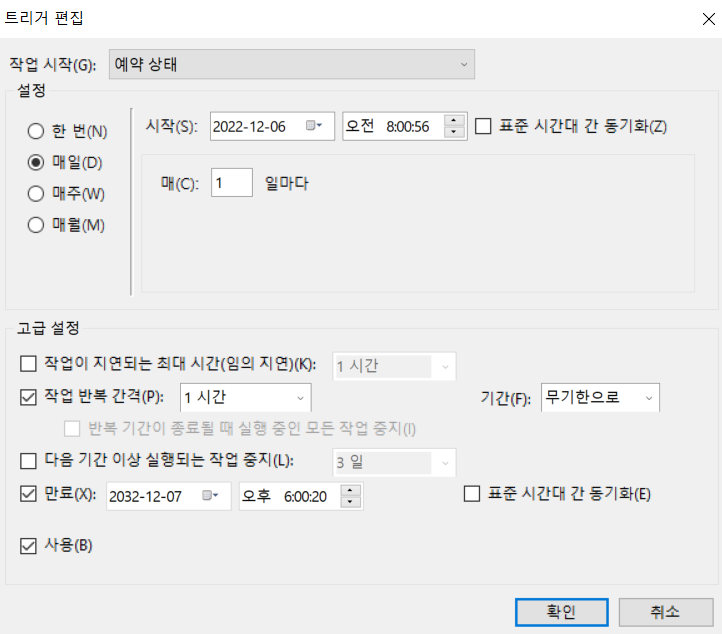 트리거 편집
작업 시작(G): 예약 상태
설정
한 번(N)
매일(D)
매주(W)
매월(M)
시작(S): 2022-12-06 오전 8:00:56 표준 시간대 간 동기화(Z)
매(C): 1 일마다
고급 설정
작업이 지연되는 최대 시간(임의 지연)(K): 1 시간
작업 반복 간격(P): 1 시간 기간(F): 무기한으로
반복 기간이 종료될 때 실행 중인 모든 작업 중지(I)
다음 기간 이상 실행되는 작업 중지(L): 3 일
만료(X): 2032-12-07 오후 6:00:20 표준 시간대 간 동기화(E)
사용(B)
확인 취소